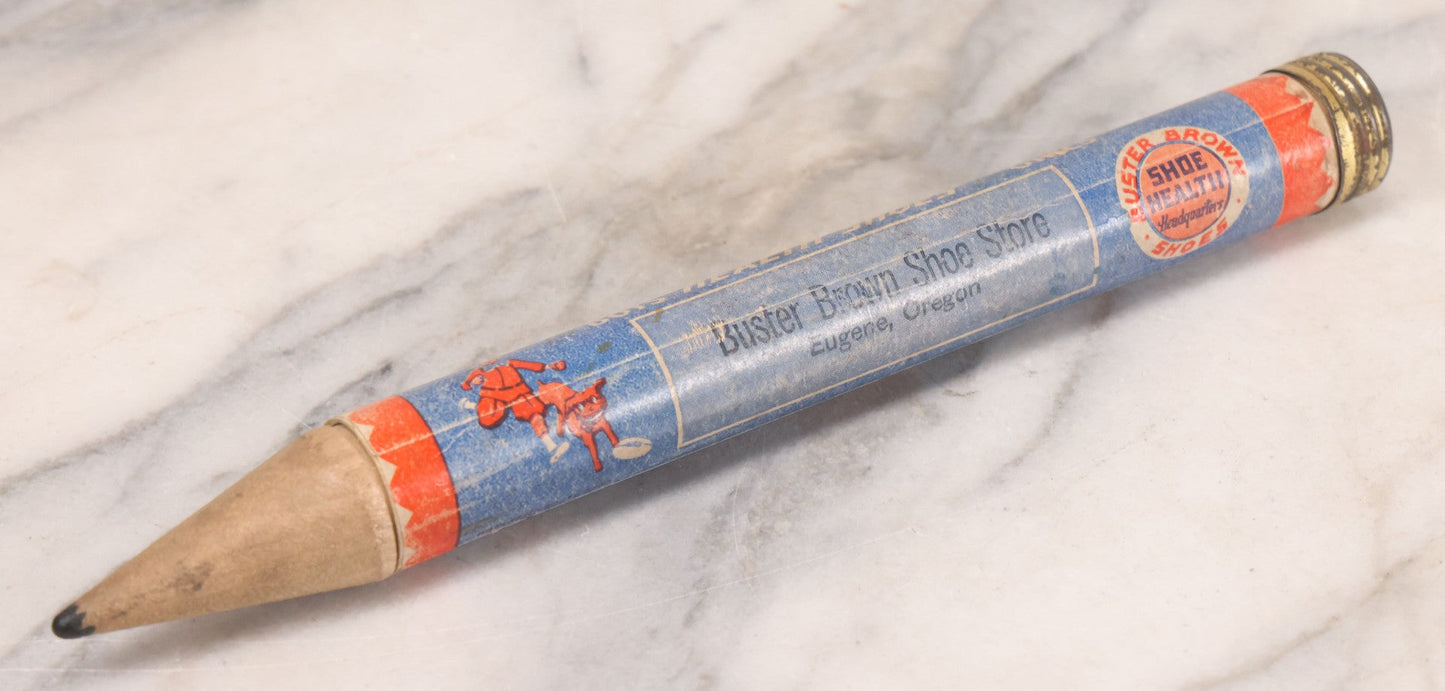 Buster Brown Shoe Store
Eugene, Oregon
BUSTER BROWN
SHOE
HEALTH
Headquarters
· SHOES ·